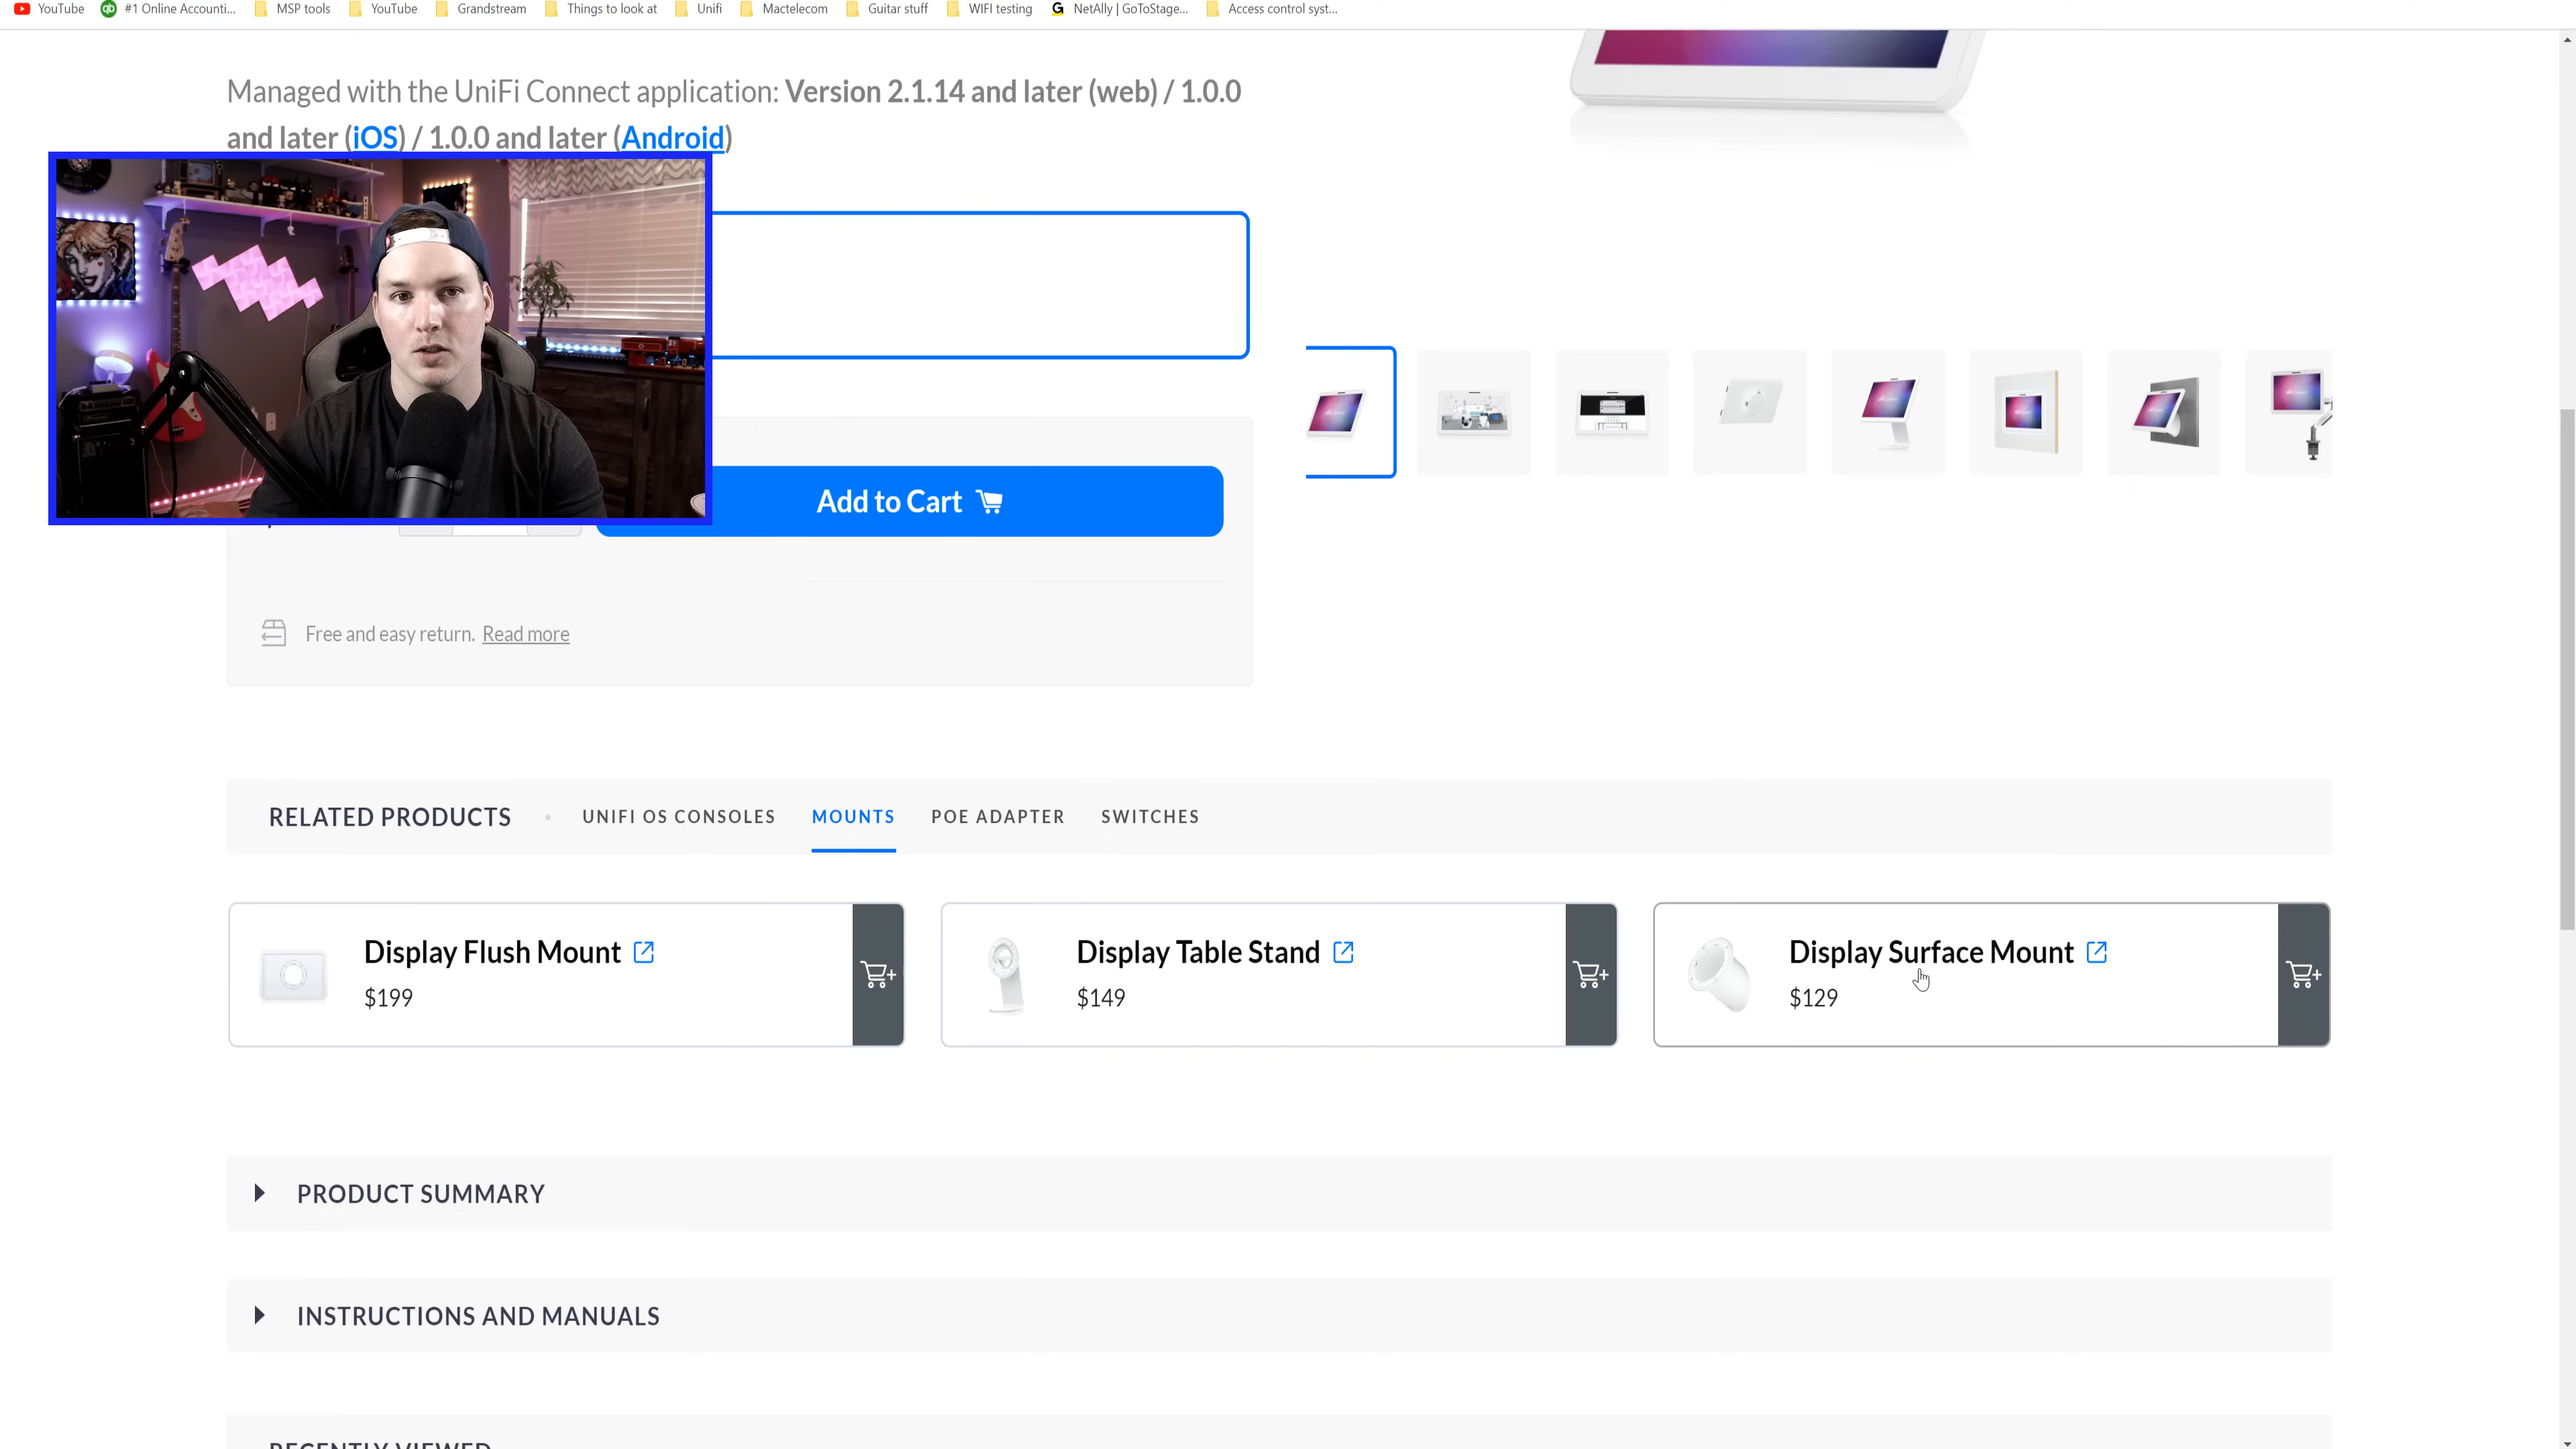 YouTube #1 Online Accounti... MSP tools YouTube Grandstream Things to look at Unifi Mactelecom Guitar stuff WIFI testing NetAlly | GoToStage... Access control syst...
Managed with the UniFi Connect application: Version 2.1.14 and later (web) / 1.0.0
and later (iOS) / 1.0.0 and later (Android)
Add to Cart
Free and easy return. Read more
RELATED PRODUCTS • UNIFI OS CONSOLES MOUNTS POE ADAPTER SWITCHES
Display Flush Mount
$199
Display Table Stand
$149
Display Surface Mount
$129
PRODUCT SUMMARY
INSTRUCTIONS AND MANUALS
RECENTLY VIEWED